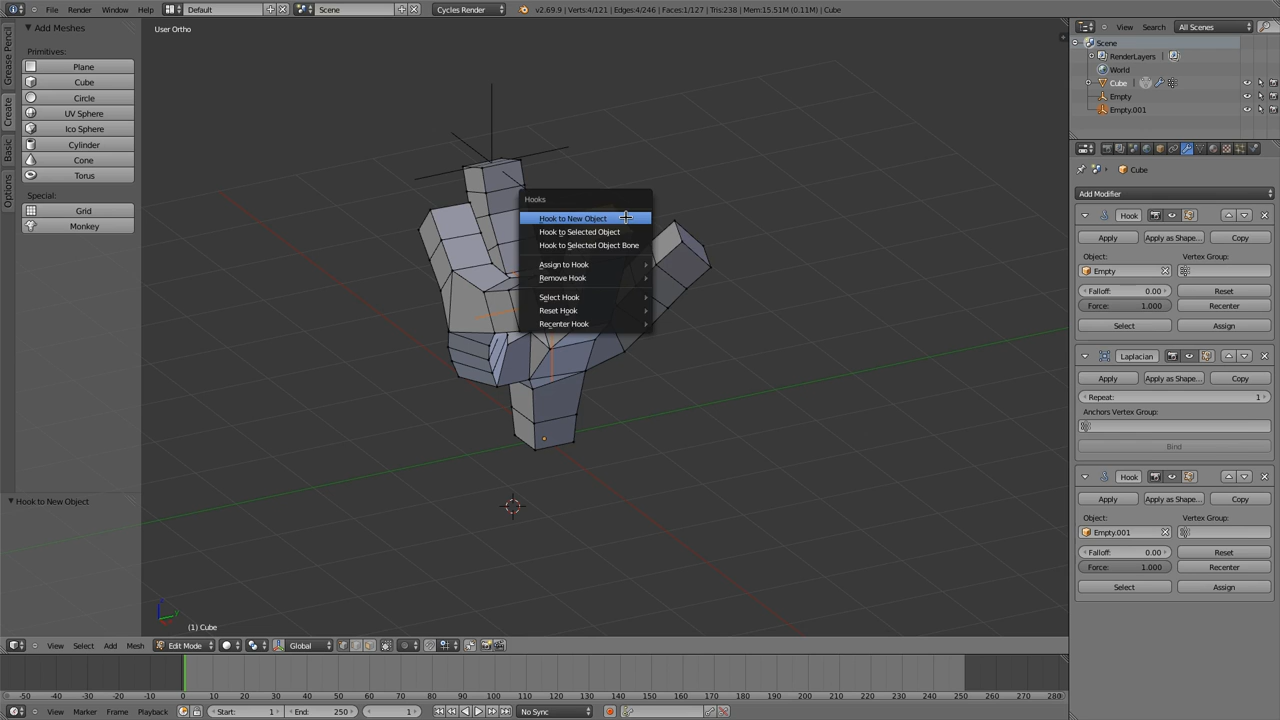 File Render Window Help Default Scene Cycles Render v2.69.9 | Verts:4/121 | Edges:4/246 | Faces:1/127 | Tris:238 | Mem:15.51M (0.11M) | Cube
Grease Pencil
Create
Basic
Options
Add Meshes
Primitives:
Plane
Cube
Circle
UV Sphere
Ico Sphere
Cylinder
Cone
Torus
Special:
Grid
Monkey
Hook to New Object
User Ortho
Hooks
Hook to New Object
Hook to Selected Object
Hook to Selected Object Bone
Assign to Hook
Remove Hook
Select Hook
Reset Hook
Recenter Hook
z
y
(1) Cube
View Search All Scenes
Scene
RenderLayers
World
Cube
Empty
Empty.001
Cube
Add Modifier
Hook
Apply Apply as Shape... Copy
Object: Vertex Group:
Empty
Falloff: 0.00 Reset
Force: 1.000 Recenter
Select Assign
Laplacian
Apply Apply as Shape... Copy
Repeat: 1
Anchors Vertex Group:
Bind
Hook
Apply Apply as Shape... Copy
Object: Vertex Group:
Empty.001
Falloff: 0.00 Reset
Force: 1.000 Recenter
Select Assign
View Select Add Mesh Edit Mode Global
-50 -40 -30 -20 -10 0 10 20 30 40 50 60 70 80 90 100 110 120 130 140 150 160 170 180 190 200 210 220 230 240 250 260 270 280
View Marker Frame Playback Start: 1 End: 250 1 No Sync